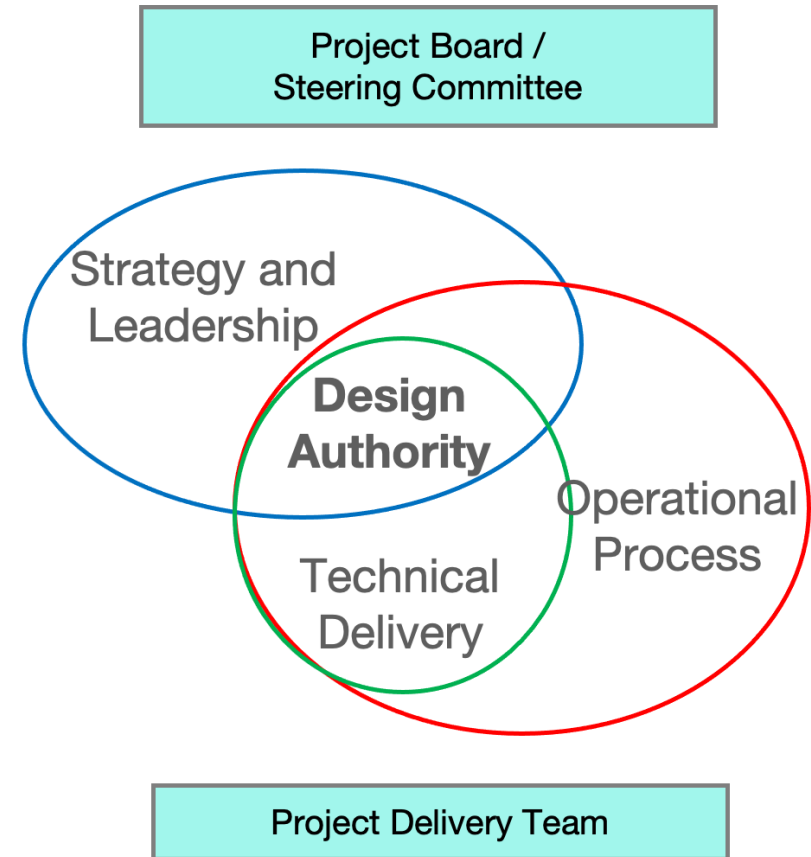 Project Board /
Steering Committee
Strategy and
Leadership
Design
Authority
Operational
Process
Technical
Delivery
Project Delivery Team